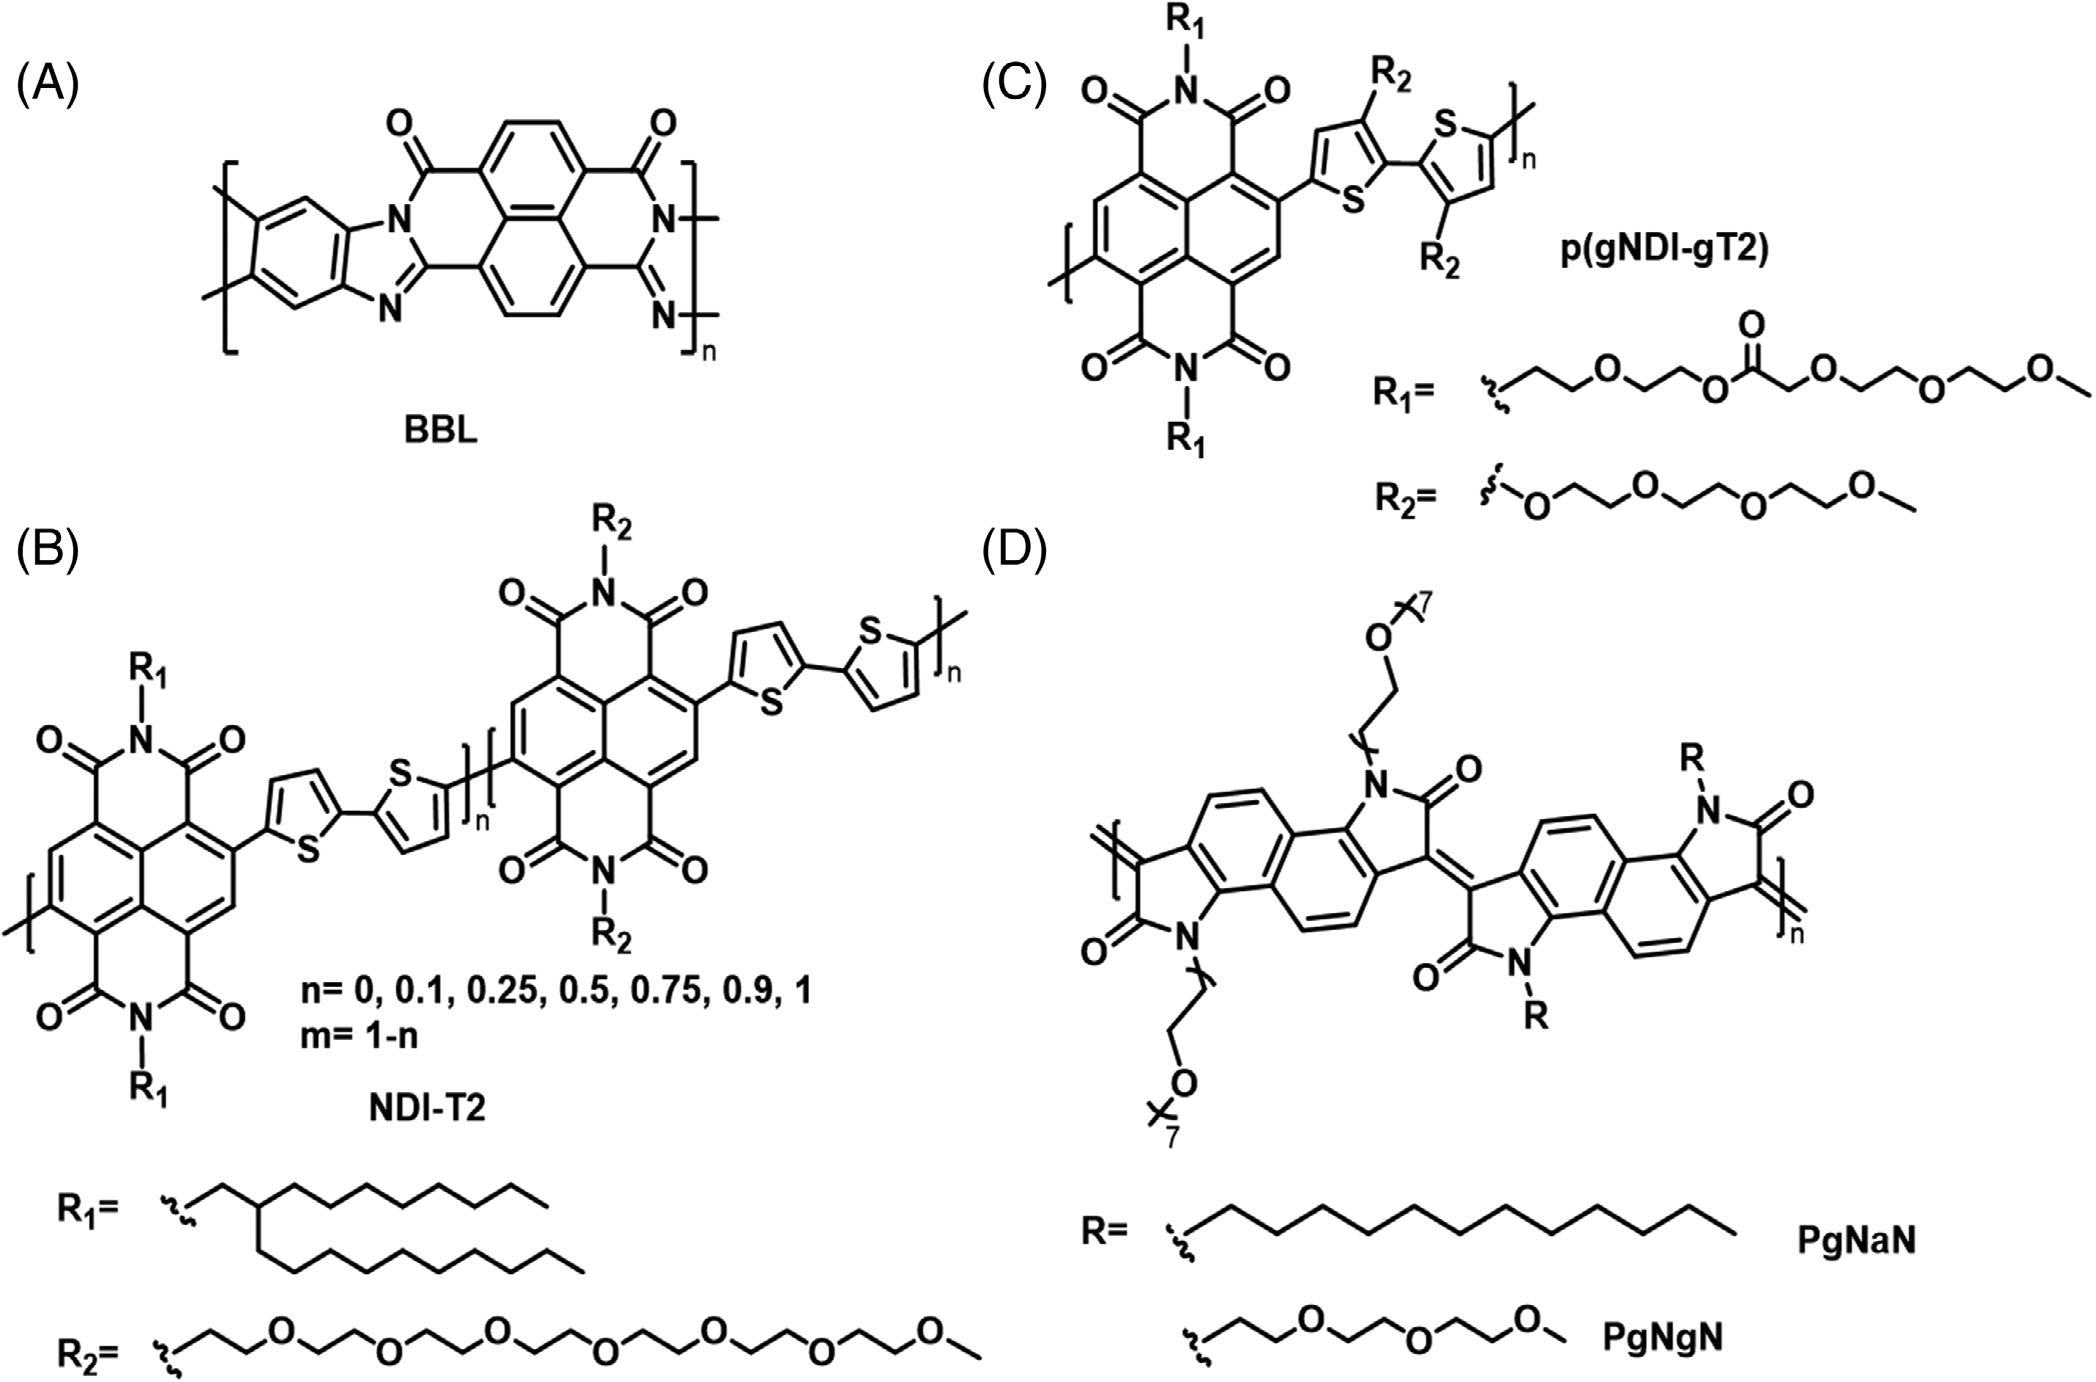 (A)
O
O
N
N
N
N
n
BBL
(B)
R2
N
O
O
S
S
n
R1
N
O
O
S
S
n
O
O
N
R2
O
O
N
R1
n= 0, 0.1, 0.25, 0.5, 0.75, 0.9, 1
m= 1-n
NDI-T2
R1=
R2= O O O O O O O
(C)
R1
N
O
O
R2
S
S
n
R2
O
O
N
R1
p(gNDI-gT2)
O
R1= O O O O O
R2= O O O O
(D)
7
O
N
O
R
N
O
O
N
O
N
R
n
O
7
R=
PgNaN
O O O
PgNgN